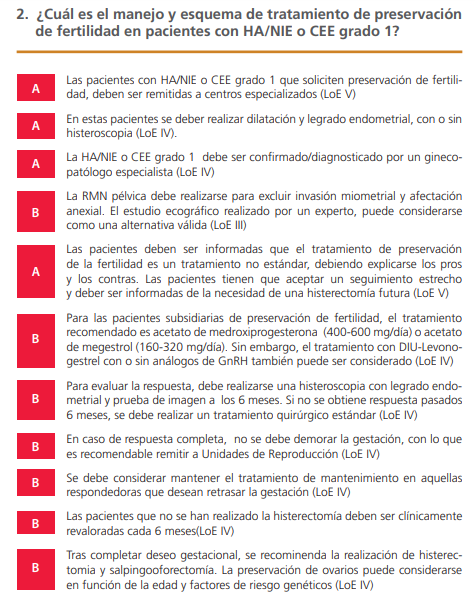 2. ¿Cuál es el manejo y esquema de tratamiento de preservación
de fertilidad en pacientes con HA/NIE o CEE grado 1?
A
Las pacientes con HA/NIE o CEE grado 1 que soliciten preservación de fertili-
dad, deben ser remitidas a centros especializados (LoE V)
A
En estas pacientes se deber realizar dilatación y legrado endometrial, con o sin
histeroscopia (LoE IV).
A
La HA/NIE o CEE grado 1 debe ser confirmado/diagnosticado por un gineco-
patólogo especialista (LoE IV)
B
La RMN pélvica debe realizarse para excluir invasión miometrial y afectación
anexial. El estudio ecográfico realizado por un experto, puede considerarse
como una alternativa válida (LoE III)
A
Las pacientes deben ser informadas que el tratamiento de preservación
de la fertilidad es un tratamiento no estándar, debiendo explicarse los pros
y los contras. Las pacientes tienen que aceptar un seguimiento estrecho
y deber ser informadas de la necesidad de una histerectomía futura (LoE V)
B
Para las pacientes subsidiarias de preservación de fertilidad, el tratamiento
recomendado es acetato de medroxiprogesterona (400-600 mg/día) o acetato
de megestrol (160-320 mg/día). Sin embargo, el tratamiento con DIU-Levono-
gestrel con o sin análogos de GnRH también puede ser considerado (LoE IV)
B
Para evaluar la respuesta, debe realizarse una histeroscopia con legrado endo-
metrial y prueba de imagen a los 6 meses. Si no se obtiene respuesta pasados
6 meses, se debe realizar un tratamiento quirúrgico estándar (LoE IV)
B
En caso de respuesta completa, no se debe demorar la gestación, con lo que
es recomendable remitir a Unidades de Reproducción (LoE IV)
B
Se debe considerar mantener el tratamiento de mantenimiento en aquellas
respondedoras que desean retrasar la gestación (LoE IV)
B
Las pacientes que no se han realizado la histerectomía deben ser clínicamente
revaloradas cada 6 meses(LoE IV)
B
Tras completar deseo gestacional, se recominenda la realización de histerec-
tomia y salpingooforectomía. La preservación de ovarios puede considerarse
en función de la edad y factores de riesgo genéticos (LoE IV)